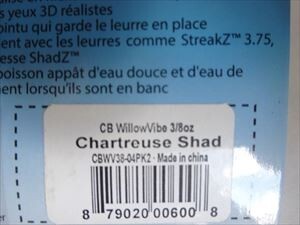 s yeux 3D réalistes
ointu qui garde le leurre en place
ent avec les leurres comme StreakZ™ 3.75,
esse ShadZ™
poisson appât d'eau douce et d'eau de
ent lorsqu'ils sont en banc
CB WillowVibe 3/8oz
Chartreuse Shad
CBWV38-04PK2 · Made in china
8 79020 00600 8
er